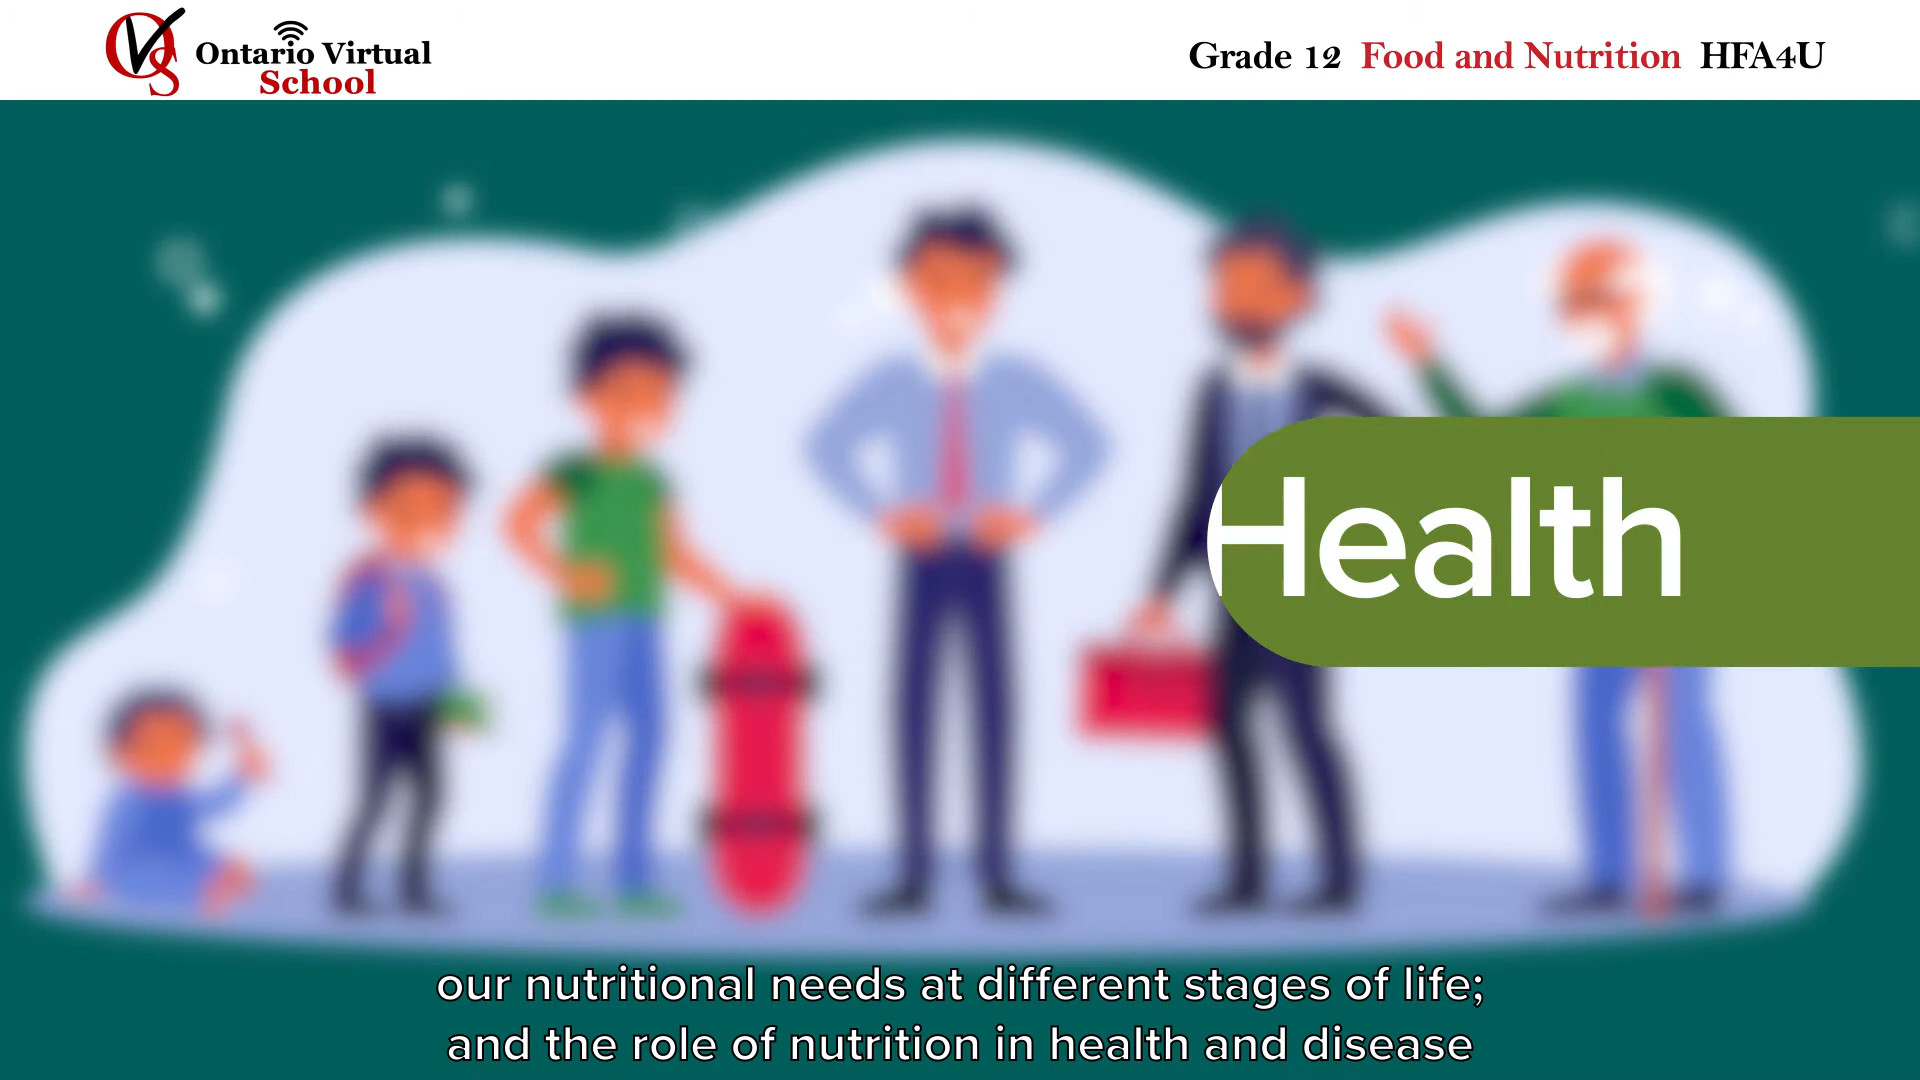 OVS
Ontario Virtual
School
Grade 12 Food and Nutrition HFA4U
Health
our nutritional needs at different stages of life;
and the role of nutrition in health and disease